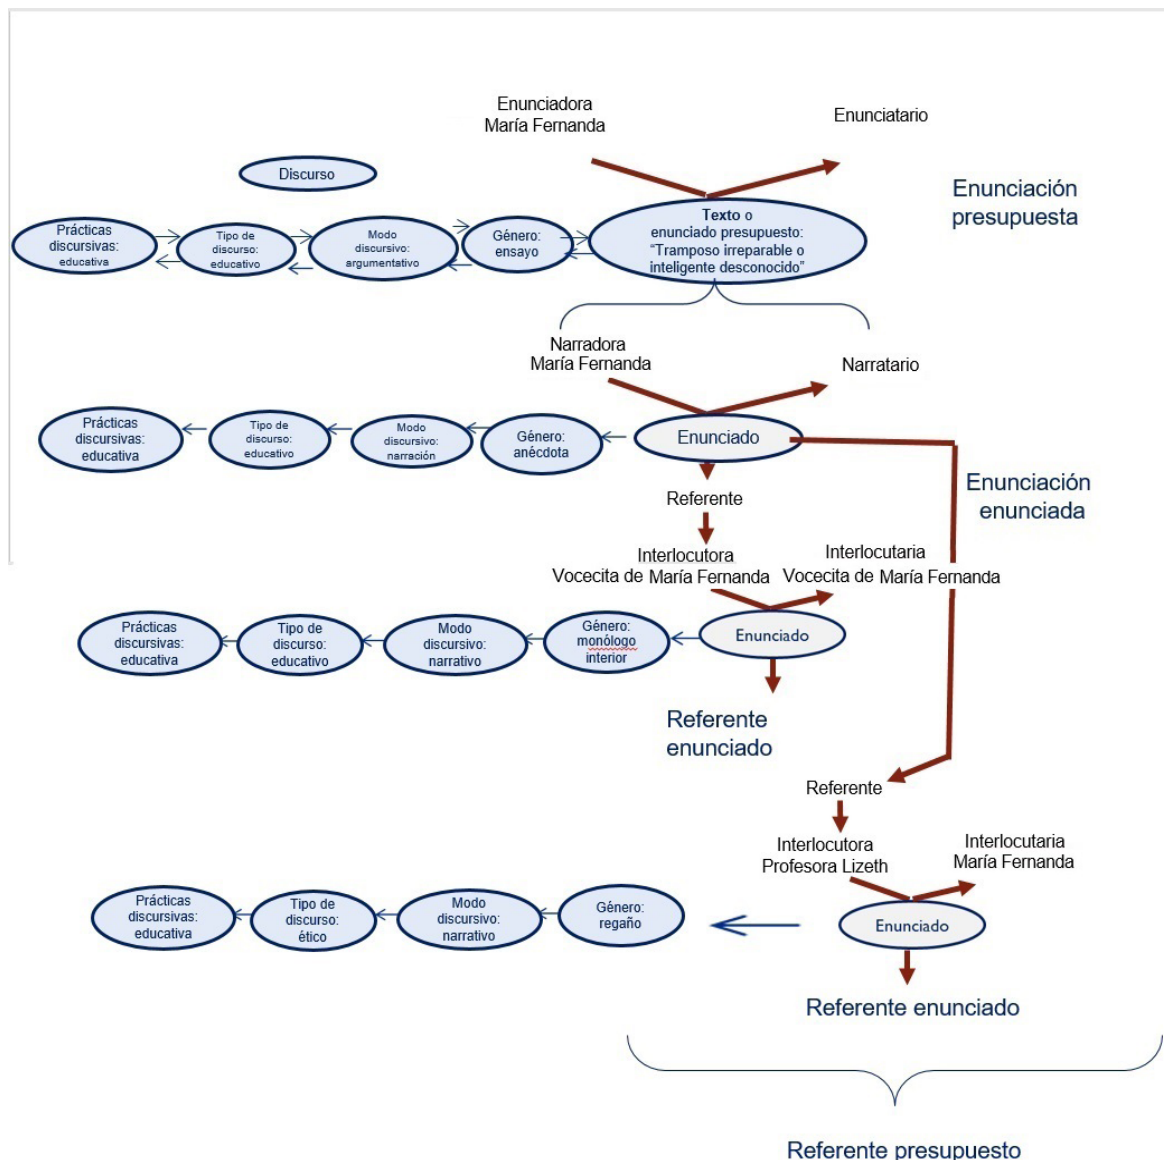 Enunciadora
María Fernanda
Enunciatario
Discurso
Enunciación
presupuesta
Prácticas
discursivas:
educativa
Tipo de
discurso:
educativo
Modo
discursivo:
argumentativo
Género:
ensayo
Texto o
enunciado presupuesto:
“Tramposo irreparable o
inteligente desconocido”
Narradora
María Fernanda
Narratario
Prácticas
discursivas:
educativa
Tipo de
discurso:
educativo
Modo
discursivo:
narración
Género:
anécdota
Enunciado
Enunciación
enunciada
Referente
Interlocutora
Vocecita de María Fernanda
Interlocutaria
Vocecita de María Fernanda
Prácticas
discursivas:
educativa
Tipo de
discurso:
educativo
Modo
discursivo:
narrativo
Género:
monólogo
interior
Enunciado
Referente
enunciado
Referente
Interlocutora
Profesora Lizeth
Interlocutaria
María Fernanda
Prácticas
discursivas:
educativa
Tipo de
discurso:
ético
Modo
discursivo:
narrativo
Género:
regaño
Enunciado
Referente enunciado
Referente presupuesto